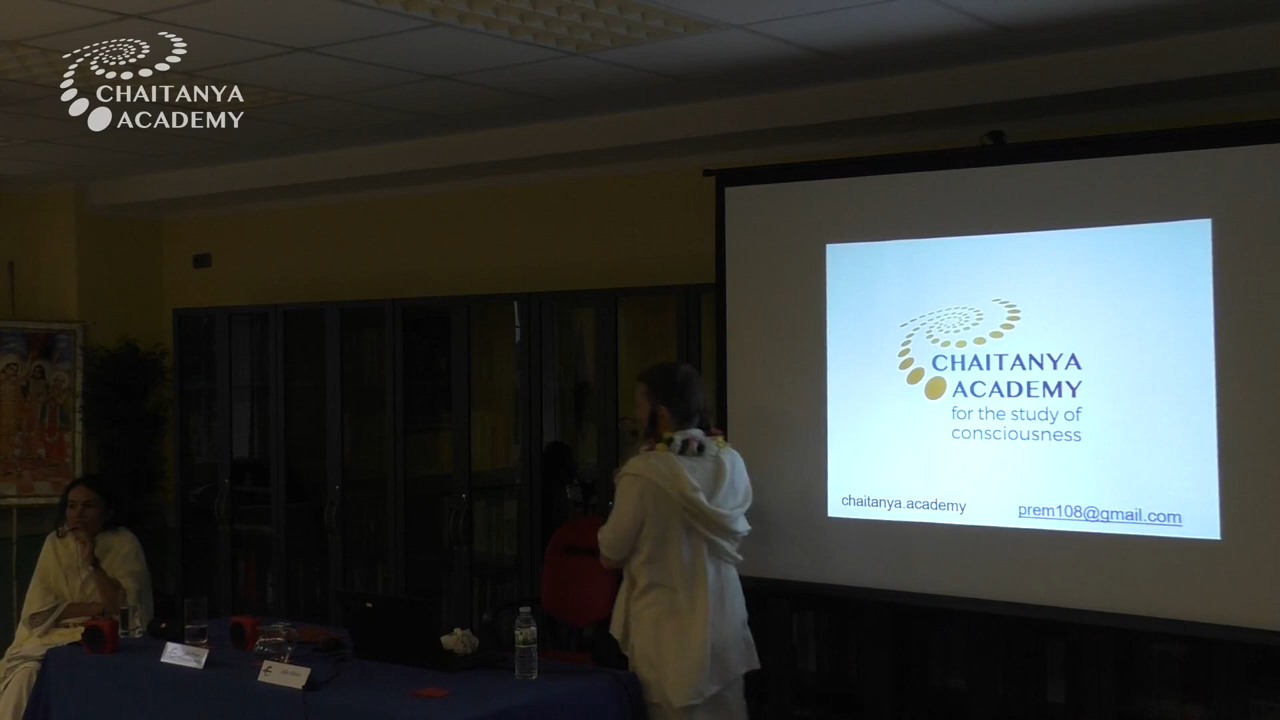 CHAITANYA
ACADEMY
CHAITANYA
ACADEMY
for the study of
consciousness
chaitanya.academy
prem108@gmail.com